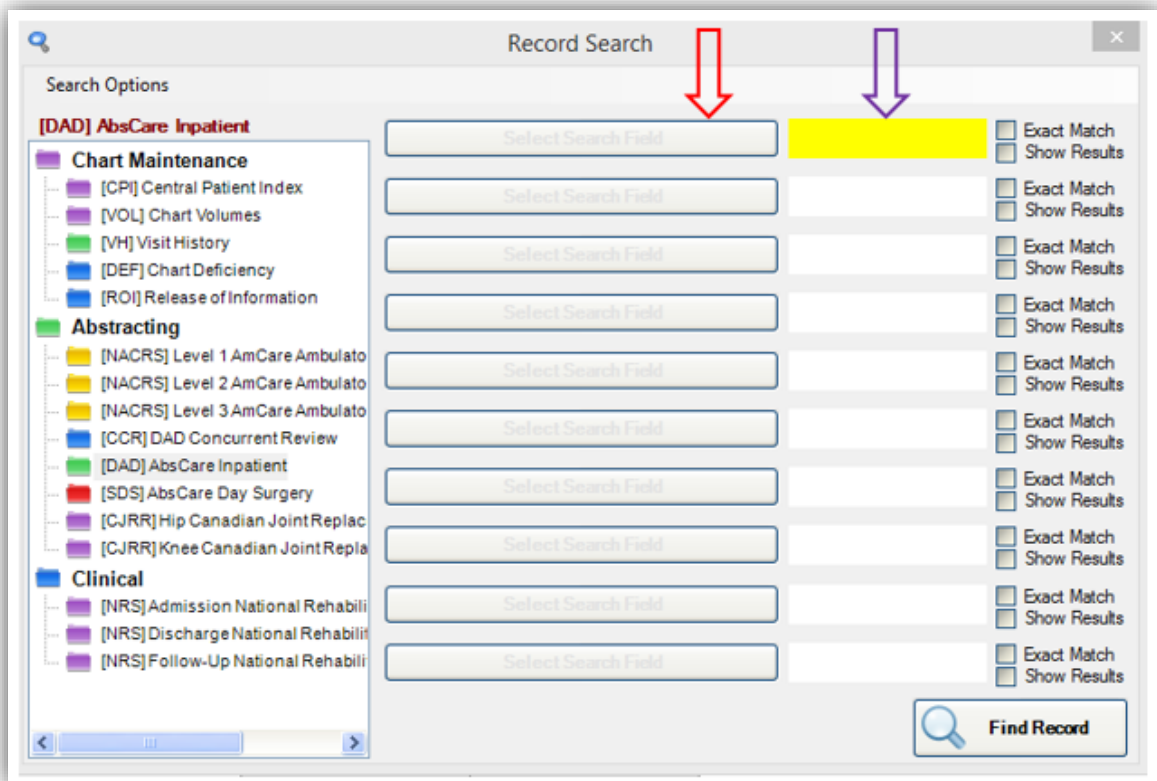 Record Search
Search Options
[DAD] AbsCare Inpatient
Chart Maintenance
[CPI] Central Patient Index
[VOL] Chart Volumes
[VH] Visit History
[DEF] Chart Deficiency
[ROI] Release of Information
Abstracting
[NACRS] Level 1 AmCare Ambulato
[NACRS] Level 2 AmCare Ambulato
[NACRS] Level 3 AmCare Ambulato
[CCR] DAD Concurrent Review
[DAD] AbsCare Inpatient
[SDS] AbsCare Day Surgery
[CJRR] Hip Canadian Joint Replac
[CJRR] Knee Canadian Joint Repla
Clinical
[NRS] Admission National Rehabili
[NRS] Discharge National Rehabilit
[NRS] Follow-Up National Rehabili
Select Search Field
Exact Match
Show Results
Select Search Field
Exact Match
Show Results
Select Search Field
Exact Match
Show Results
Select Search Field
Exact Match
Show Results
Select Search Field
Exact Match
Show Results
Select Search Field
Exact Match
Show Results
Select Search Field
Exact Match
Show Results
Select Search Field
Exact Match
Show Results
Select Search Field
Exact Match
Show Results
Select Search Field
Exact Match
Show Results
Find Record